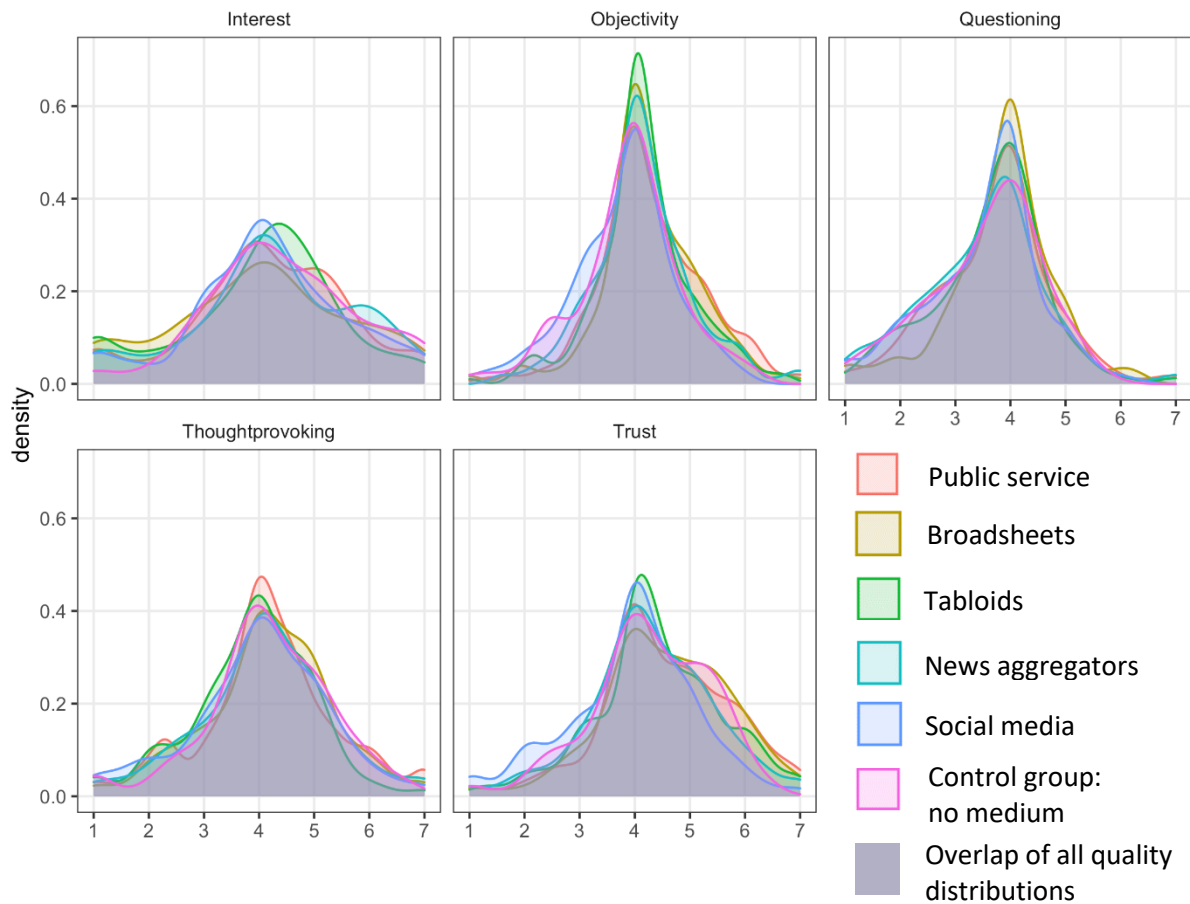 Interest
Objectivity
Questioning
0.6
0.4
0.2
0.0
1 2 3 4 5 6 7
density
Thoughtprovoking
Trust
0.6
0.4
0.2
0.0
1 2 3 4 5 6 7
1 2 3 4 5 6 7
Public service
Broadsheets
Tabloids
News aggregators
Social media
Control group:
no medium
Overlap of all quality
distributions